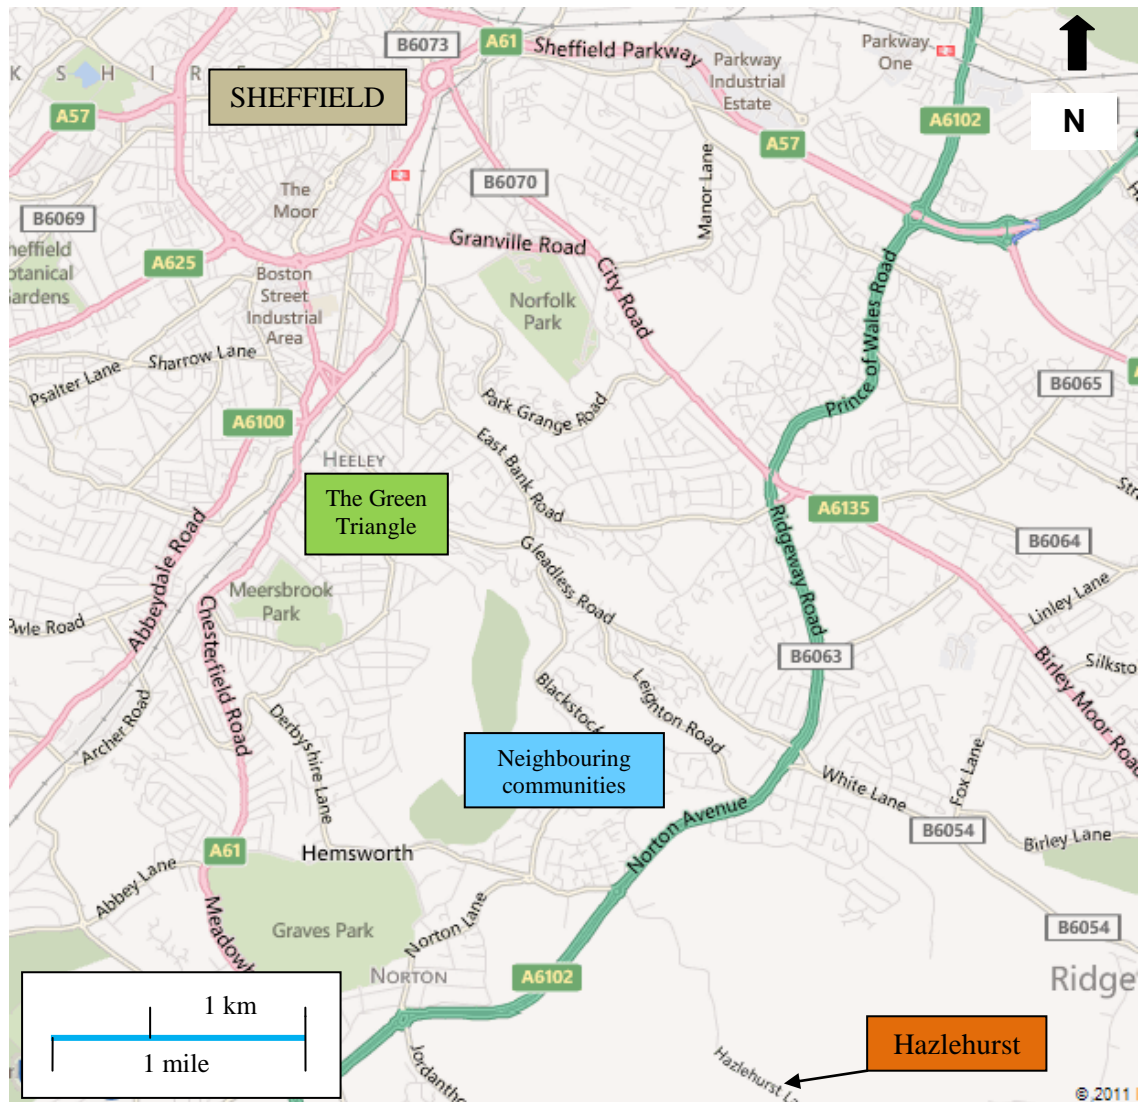 B6073
A61
Sheffield Parkway
Parkway
One
K S H I R E
SHEFFIELD
Parkway
Industrial
Estate
N
A57
A6102
A57
The
Moor
B6070
Manor Lane
B6069
Granville Road
A625
Boston
Street
Industrial
Area
City Road
Gardens
Norfolk
Park
Prince of Wales Road
Sharrow Lane
Psalter Lane
B6065
Park Grange Road
A6100
HEELEY
East Bank Road
The Green
Triangle
A6135
Ridgeway Road
B6064
Abbeydale Road
Gleadless Road
Meersbrook
Park
Linley Lane
Chesterfield Road
B6063
Birley Moor Road
Silksto
Blackstock
Leighton Road
Archer Road
Derbyshire Lane
Neighbouring
communities
Fox Lane
White Lane
Norton Avenue
B6054
Birley Lane
A61
Hemsworth
Abbey Lane
Graves Park
Norton Lane
B6054
Meadowh
NORTON
A6102
Ridge
1 km
1 mile
Hazlehurst
Jordantho
Hazlehurst La
© 2011